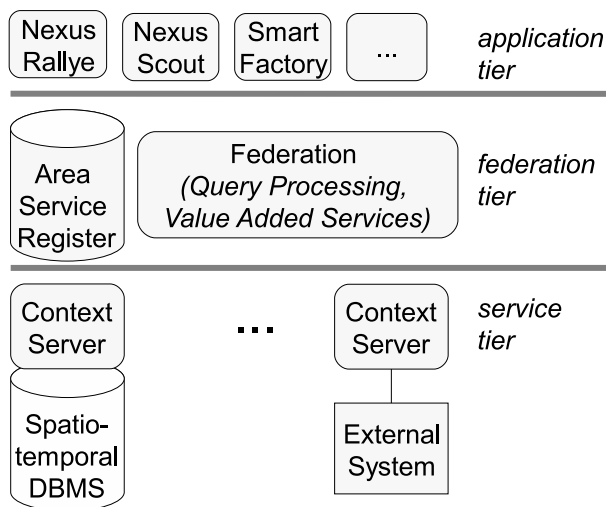 Nexus
Rallye
Nexus
Scout
Smart
Factory
...
application
tier
Area
Service
Register
Federation
(Query Processing,
Value Added Services)
federation
tier
Context
Server
...
Context
Server
service
tier
Spatio-
temporal
DBMS
External
System